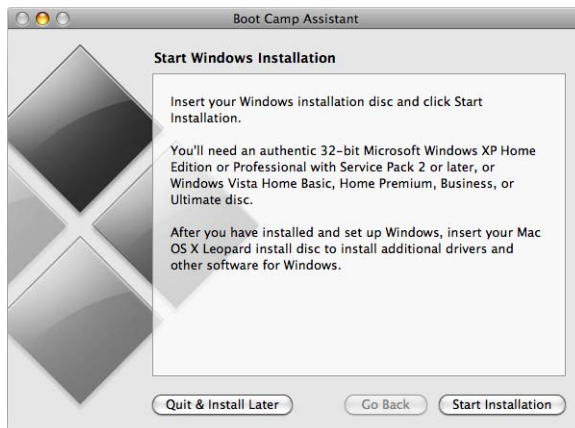 Boot Camp Assistant
Start Windows Installation
Insert your Windows installation disc and click Start
Installation.
You'll need an authentic 32-bit Microsoft Windows XP Home
Edition or Professional with Service Pack 2 or later, or
Windows Vista Home Basic, Home Premium, Business, or
Ultimate disc.
After you have installed and set up Windows, insert your Mac
OS X Leopard install disc to install additional drivers and
other software for Windows.
Quit & Install Later Go Back Start Installation